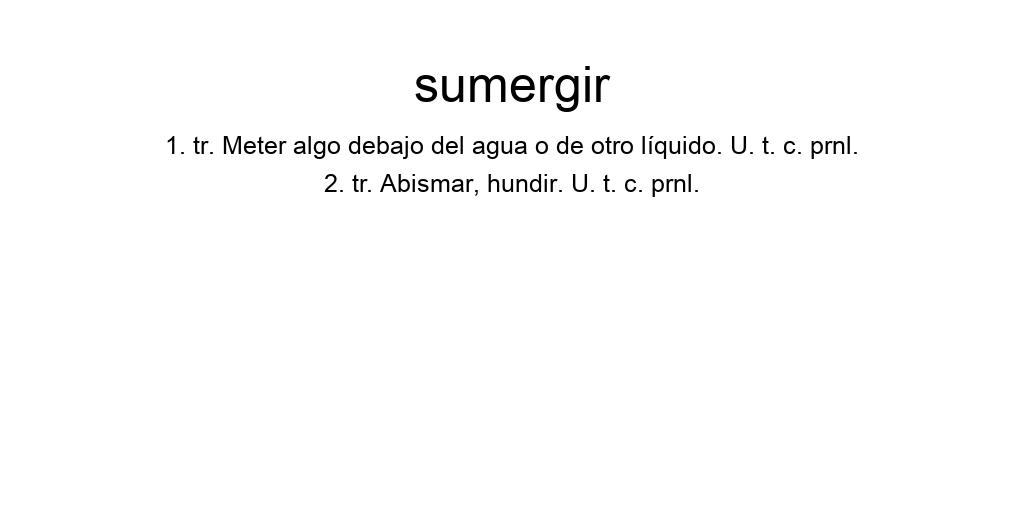 sumergir
1. tr. Meter algo debajo del agua o de otro líquido. U. t. c. prnl.
2. tr. Abismar, hundir. U. t. c. prnl.